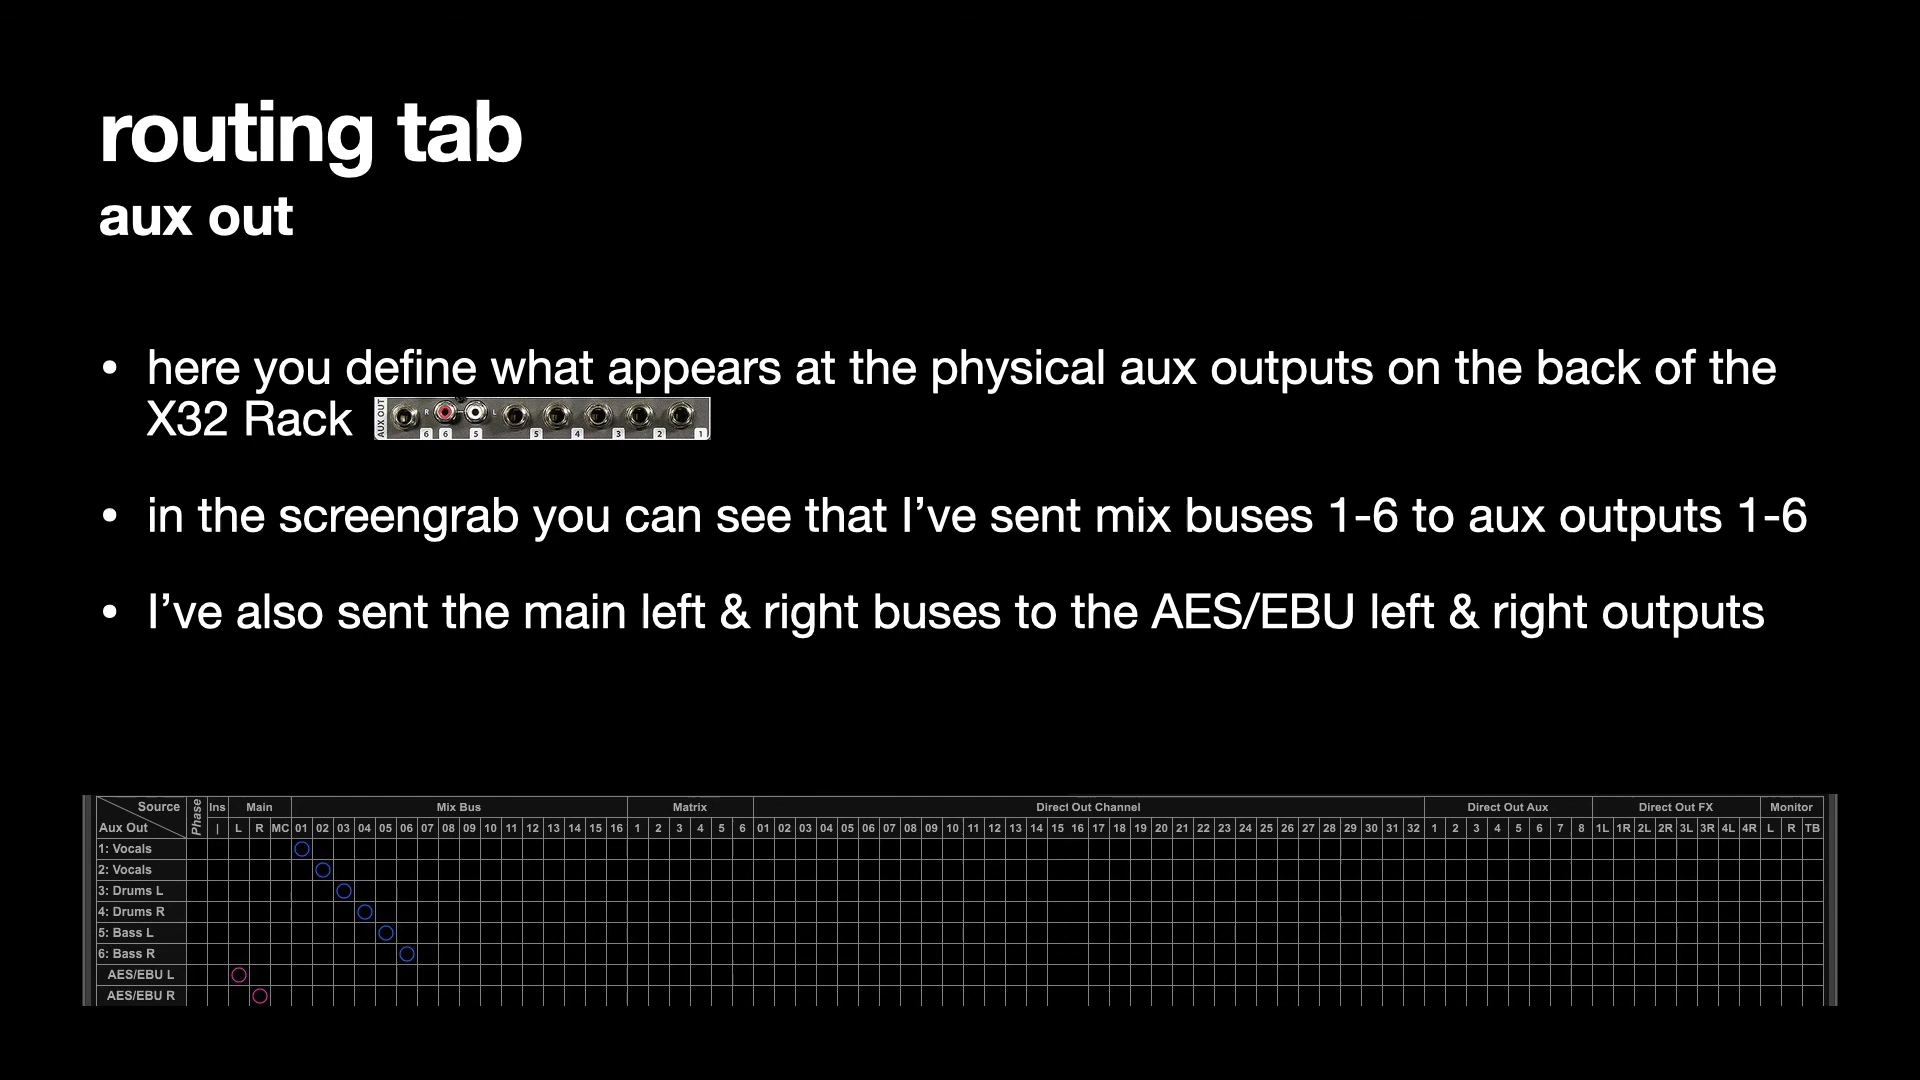 routing tab
aux out
• here you define what appears at the physical aux outputs on the back of the
X32 Rack
AUX OUT R L
6 6 5 5 4 3 2 1
• in the screengrab you can see that I’ve sent mix buses 1-6 to aux outputs 1-6
• I’ve also sent the main left & right buses to the AES/EBU left & right outputs
Source Phase Ins Main Mix Bus Matrix Direct Out Channel Direct Out Aux Direct Out FX Monitor
Aux Out | L R MC 01 02 03 04 05 06 07 08 09 10 11 12 13 14 15 16 1 2 3 4 5 6 01 02 03 04 05 06 07 08 09 10 11 12 13 14 15 16 17 18 19 20 21 22 23 24 25 26 27 28 29 30 31 32 1 2 3 4 5 6 7 8 1L 1R 2L 2R 3L 3R 4L 4R L R TB
1: Vocals
2: Vocals
3: Drums L
4: Drums R
5: Bass L
6: Bass R
AES/EBU L
AES/EBU R